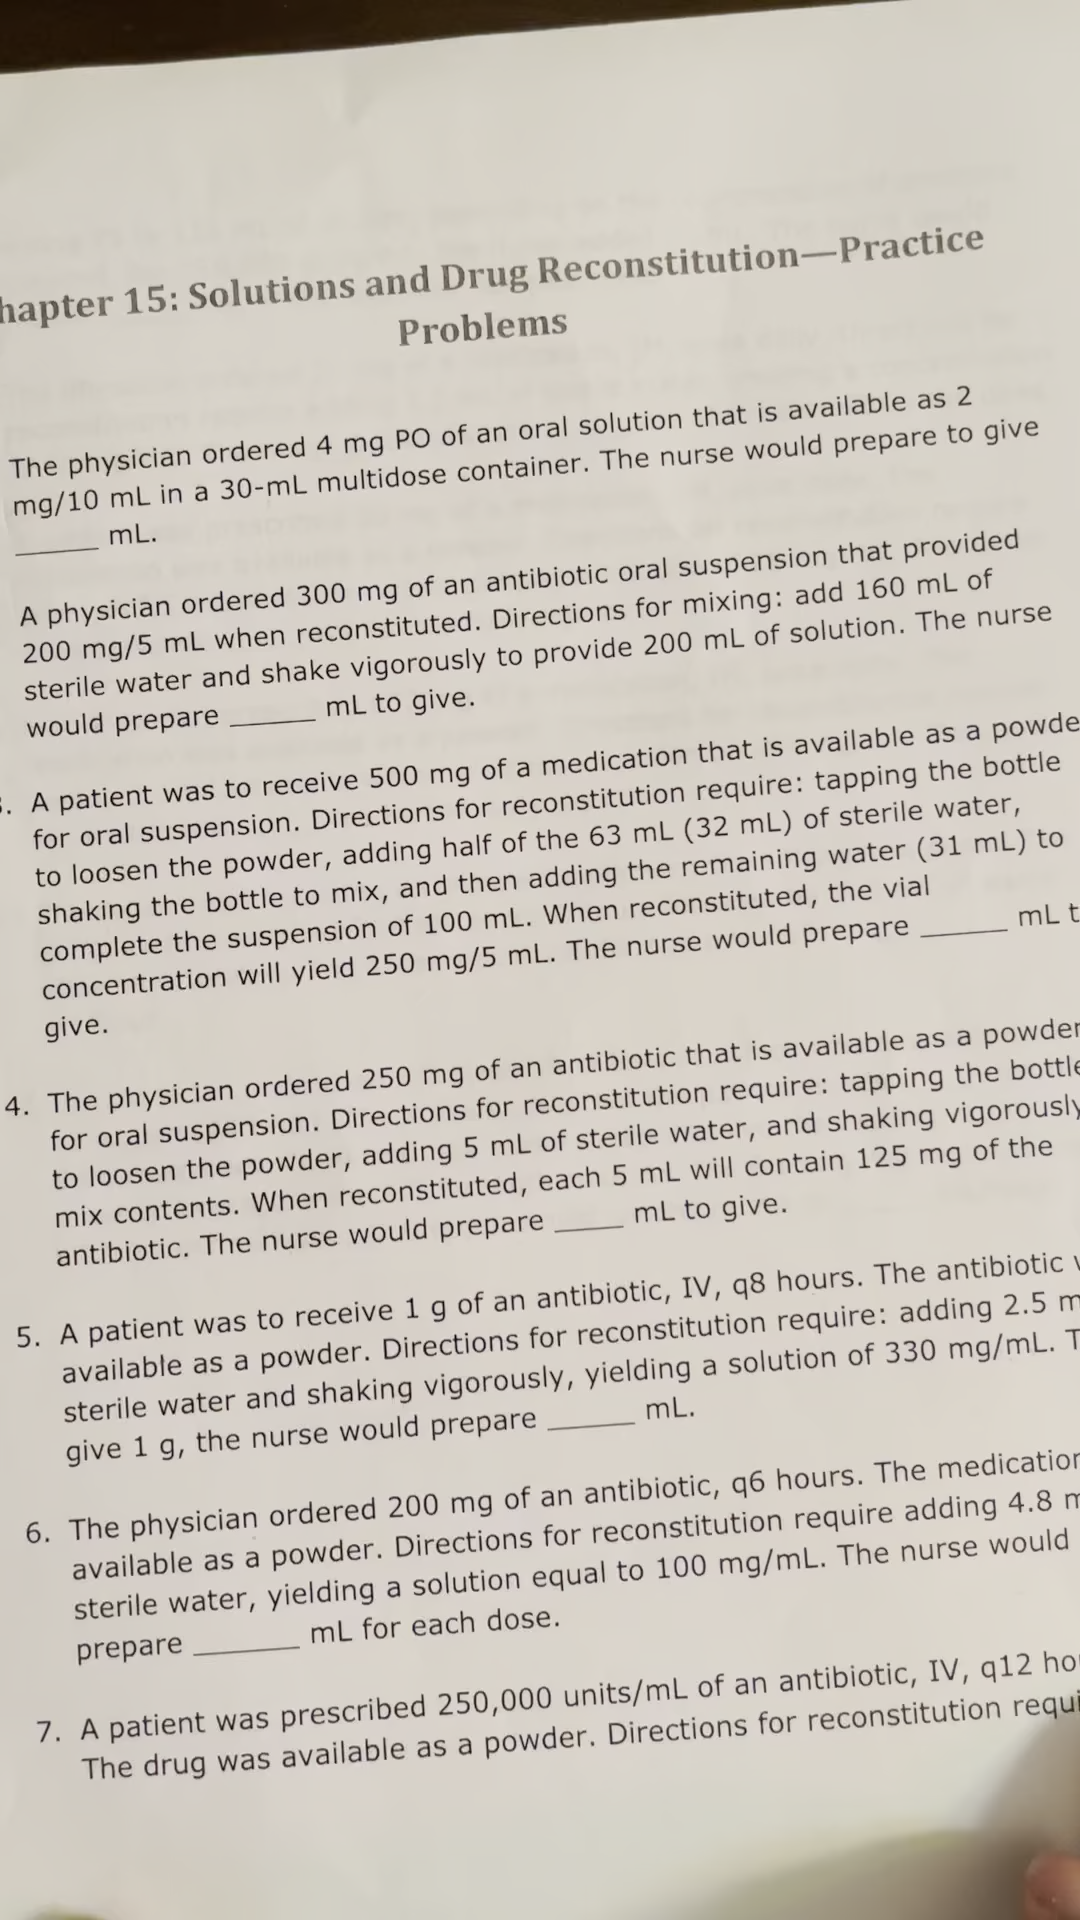 hapter 15: Solutions and Drug Reconstitution—Practice
Problems
The physician ordered 4 mg PO of an oral solution that is available as 2
mg/10 mL in a 30-mL multidose container. The nurse would prepare to give
______ mL.
A physician ordered 300 mg of an antibiotic oral suspension that provided
200 mg/5 mL when reconstituted. Directions for mixing: add 160 mL of
sterile water and shake vigorously to provide 200 mL of solution. The nurse
would prepare ______ mL to give.
. A patient was to receive 500 mg of a medication that is available as a powde
for oral suspension. Directions for reconstitution require: tapping the bottle
to loosen the powder, adding half of the 63 mL (32 mL) of sterile water,
shaking the bottle to mix, and then adding the remaining water (31 mL) to
complete the suspension of 100 mL. When reconstituted, the vial
concentration will yield 250 mg/5 mL. The nurse would prepare ______ mL t
give.
4. The physician ordered 250 mg of an antibiotic that is available as a powder
for oral suspension. Directions for reconstitution require: tapping the bottle
to loosen the powder, adding 5 mL of sterile water, and shaking vigorously
mix contents. When reconstituted, each 5 mL will contain 125 mg of the
antibiotic. The nurse would prepare _____ mL to give.
5. A patient was to receive 1 g of an antibiotic, IV, q8 hours. The antibiotic
available as a powder. Directions for reconstitution require: adding 2.5 m
sterile water and shaking vigorously, yielding a solution of 330 mg/mL. T
give 1 g, the nurse would prepare ______ mL.
6. The physician ordered 200 mg of an antibiotic, q6 hours. The medication
available as a powder. Directions for reconstitution require adding 4.8 m
sterile water, yielding a solution equal to 100 mg/mL. The nurse would
prepare ________ mL for each dose.
7. A patient was prescribed 250,000 units/mL of an antibiotic, IV, q12 ho
The drug was available as a powder. Directions for reconstitution requi